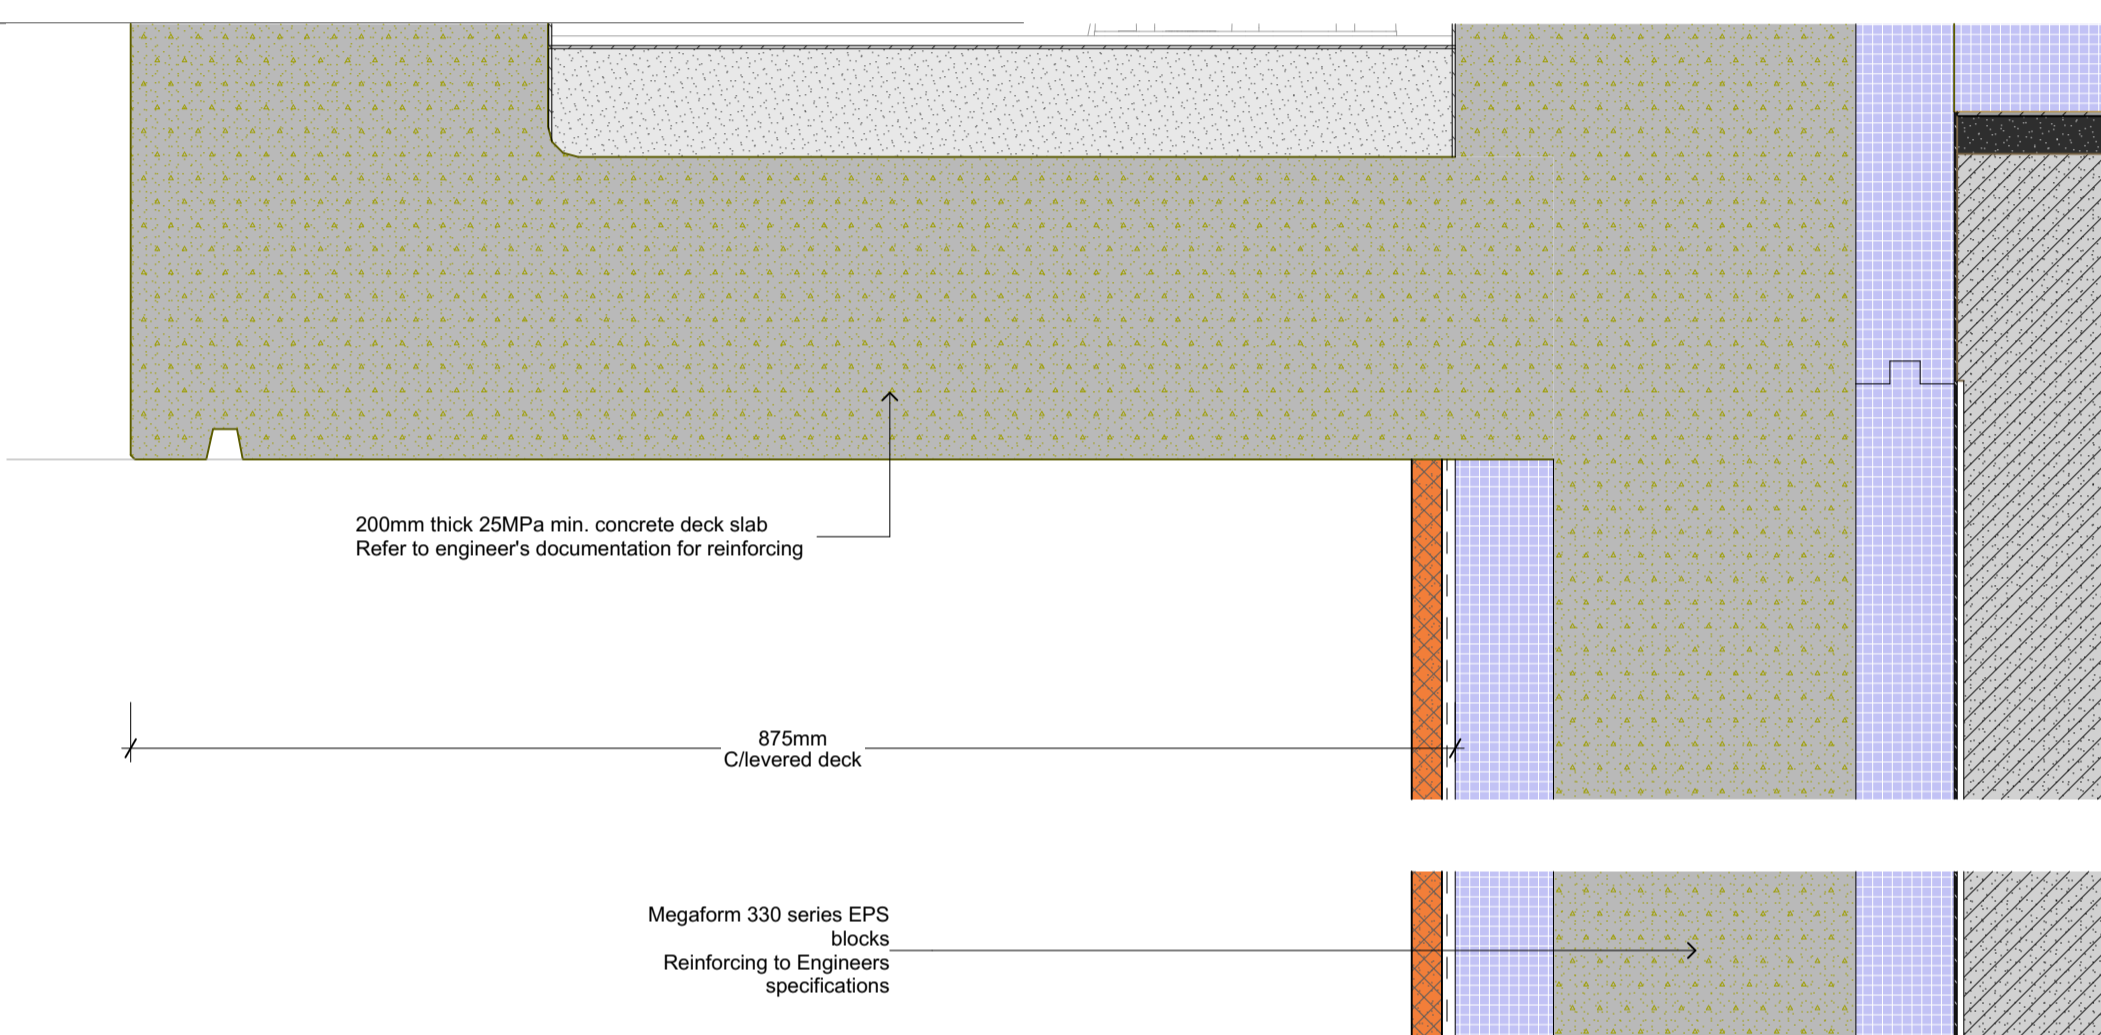 200mm thick 25MPa min. concrete deck slab
Refer to engineer's documentation for reinforcing
875mm
C/levered deck
Megaform 330 series EPS
blocks
Reinforcing to Engineers
specifications